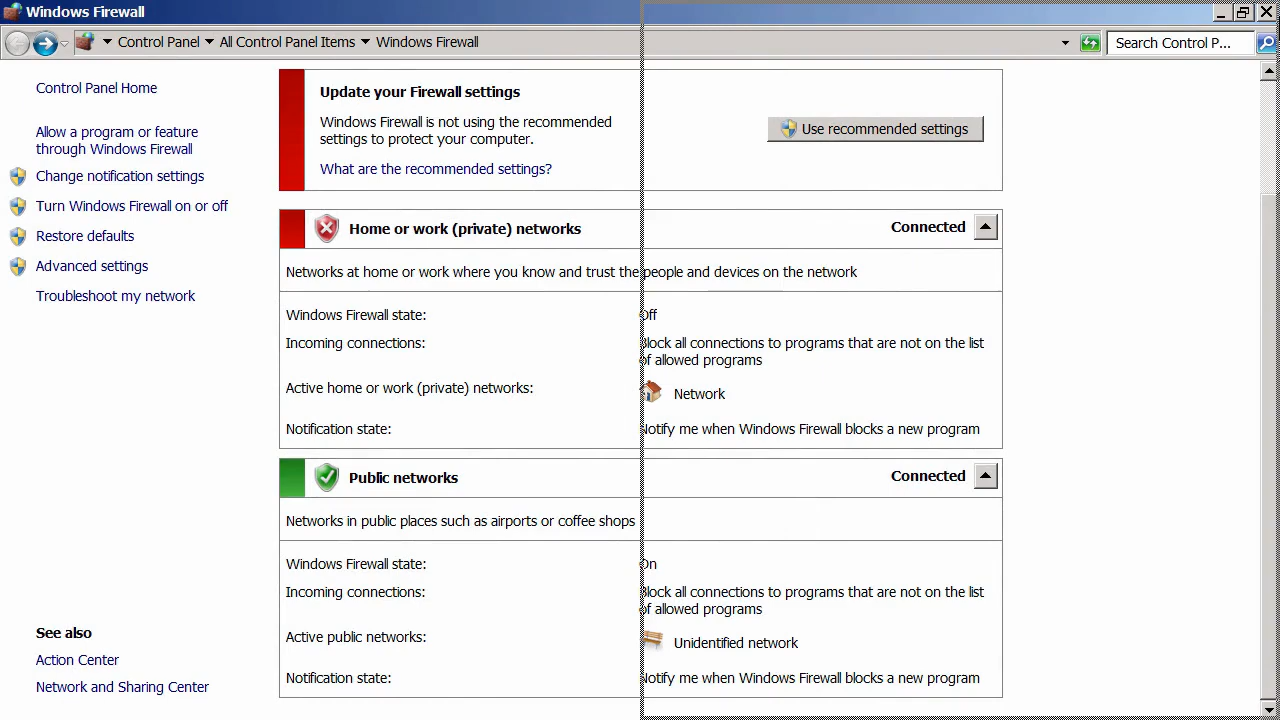 Windows Firewall
Control Panel All Control Panel Items Windows Firewall Search Control P...
Control Panel Home
Allow a program or feature
through Windows Firewall
Change notification settings
Turn Windows Firewall on or off
Restore defaults
Advanced settings
Troubleshoot my network
See also
Action Center
Network and Sharing Center
Update your Firewall settings
Windows Firewall is not using the recommended
settings to protect your computer.
What are the recommended settings?
Use recommended settings
Home or work (private) networks Connected
Networks at home or work where you know and trust the people and devices on the network
Windows Firewall state: Off
Incoming connections: Block all connections to programs that are not on the list
of allowed programs
Active home or work (private) networks: Network
Notification state: Notify me when Windows Firewall blocks a new program
Public networks Connected
Networks in public places such as airports or coffee shops
Windows Firewall state: On
Incoming connections: Block all connections to programs that are not on the list
of allowed programs
Active public networks: Unidentified network
Notification state: Notify me when Windows Firewall blocks a new program